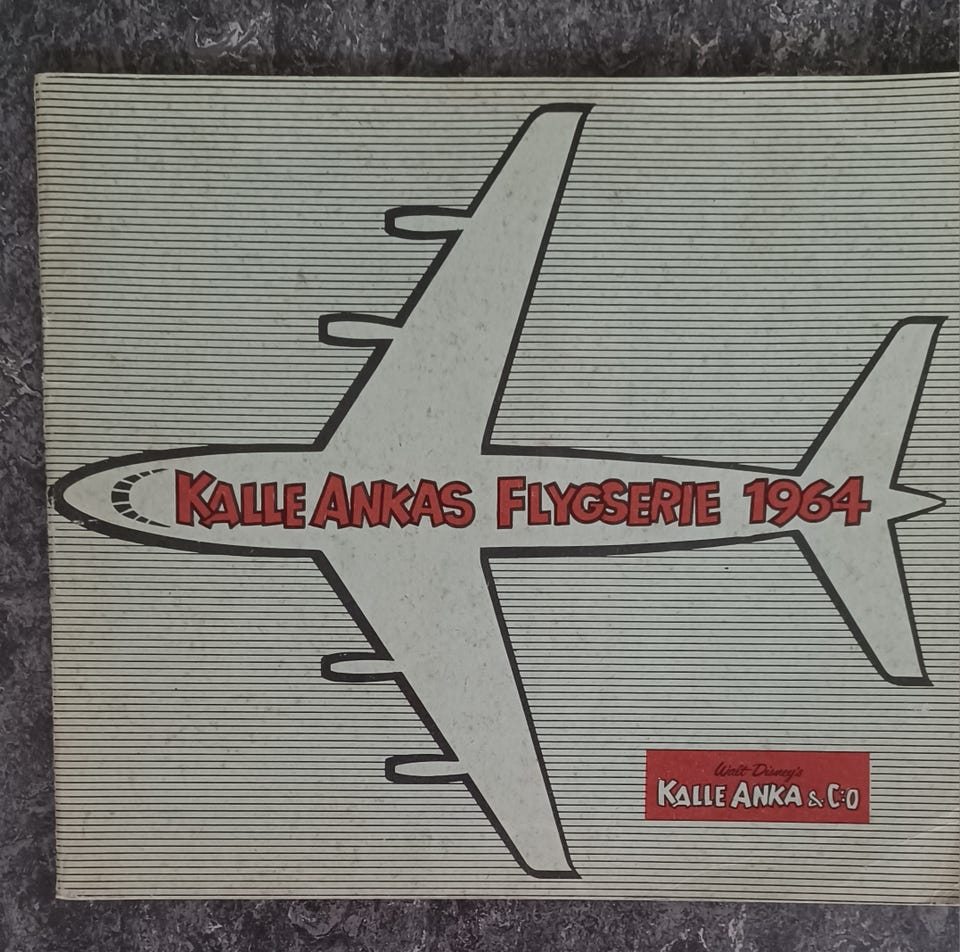 KALLE ANKAS FLYGSERIE 1964
Walt Disney's
KALLE ANKA & C:O